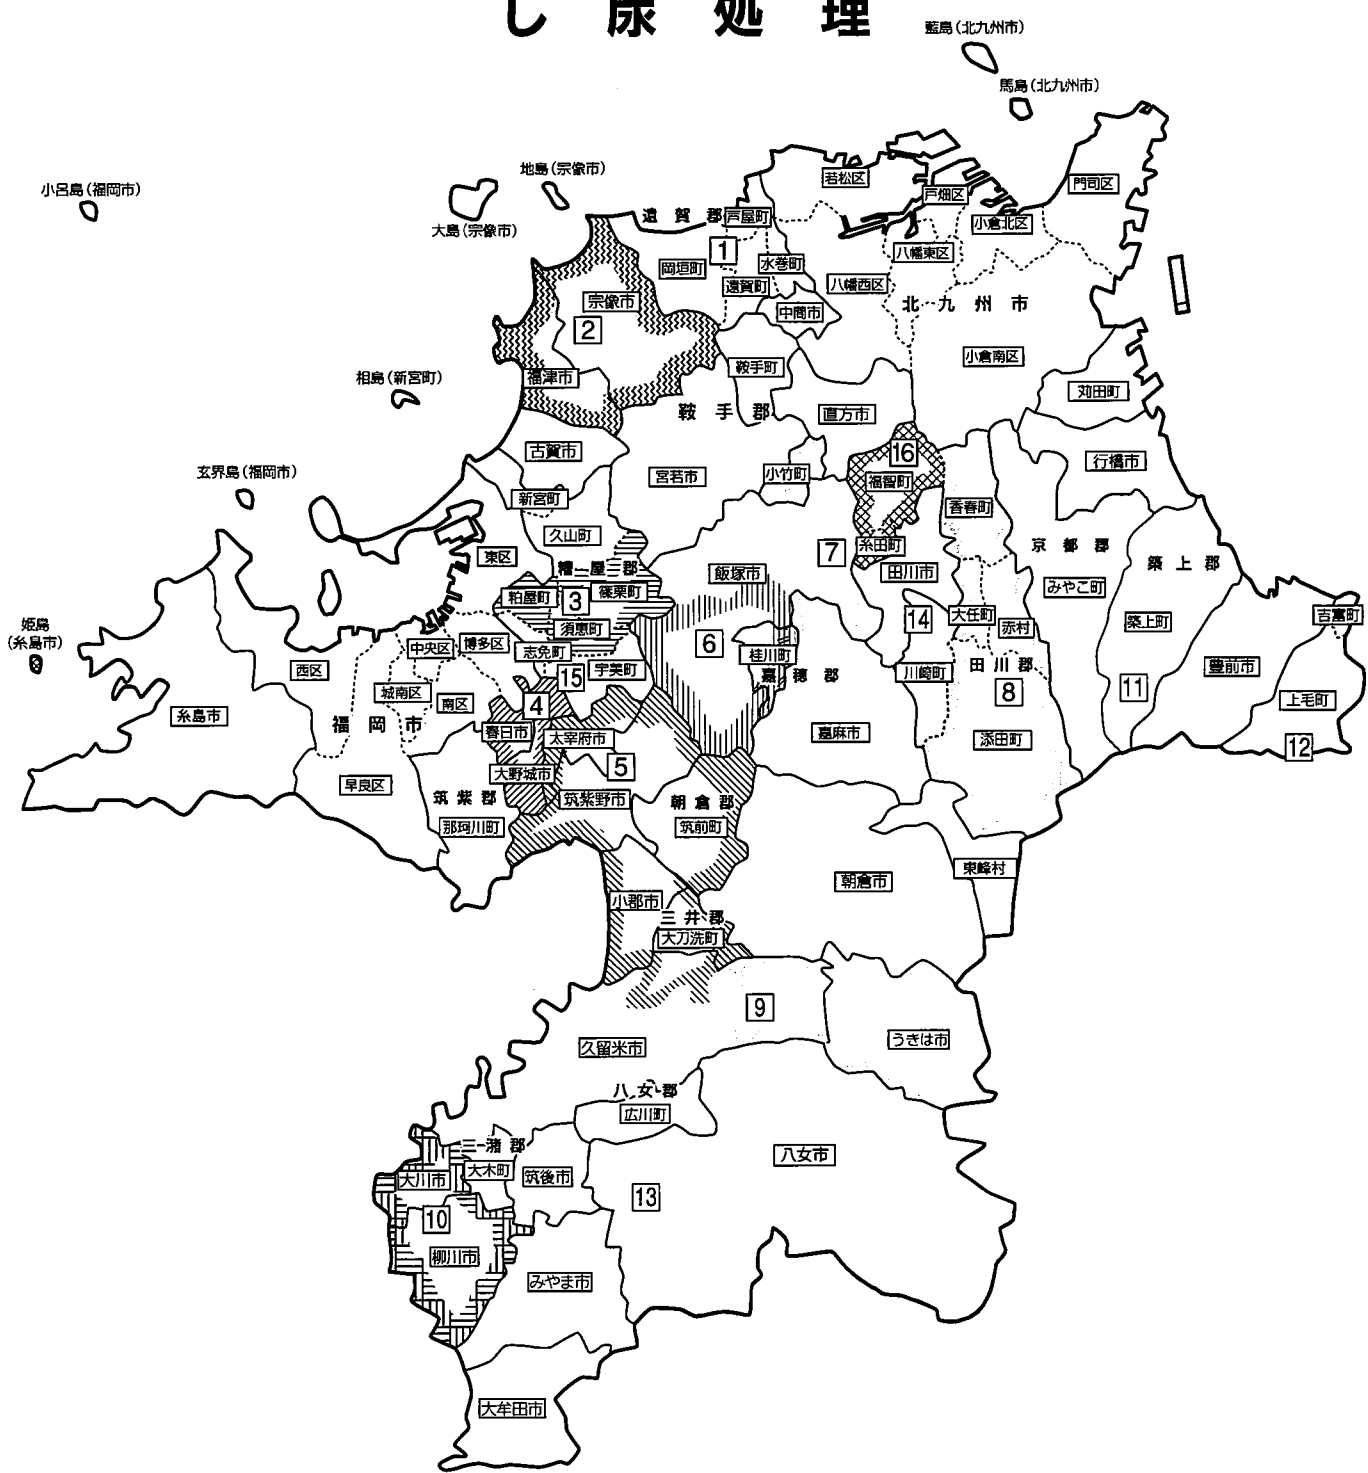 し尿処理
藍島(北九州市)
馬島(北九州市)
地島(宗像市)
小呂島(福岡市)
大島(宗像市)
若松区
戸畑区
門司区
遠賀郡
芦屋町
小倉北区
1
岡垣町
水巻町
遠賀町
八幡東区
八幡西区
中間市
北九州市
宗像市
2
小倉南区
相島(新宮町)
福津市
鞍手町
苅田町
鞍手郡
直方市
古賀市
16
行橋市
玄界島(福岡市)
宮若市
小竹町
福智町
新宮町
香春町
久山町
東区
7
糸田町
京都郡
糟屋郡
飯塚市
田川市
築上郡
みやこ町
粕屋町
3
篠栗町
姫島
(糸島市)
須恵町
14
大任町
赤村
築上町
吉富町
中央区
博多区
志免町
6
桂川町
西区
15
宇美町
嘉穂郡
川崎町
田川郡
豊前市
城南区
南区
4
8
11
上毛町
糸島市
福岡市
春日市
太宰府市
嘉麻市
添田町
12
大野城市
5
早良区
筑紫郡
筑紫野市
朝倉郡
那珂川町
筑前町
東峰村
朝倉市
小郡市
三井郡
大刀洗町
9
久留米市
うきは市
八女郡
広川町
三潴郡
八女市
大川市
大木町
筑後市
13
10
柳川市
みやま市
大牟田市